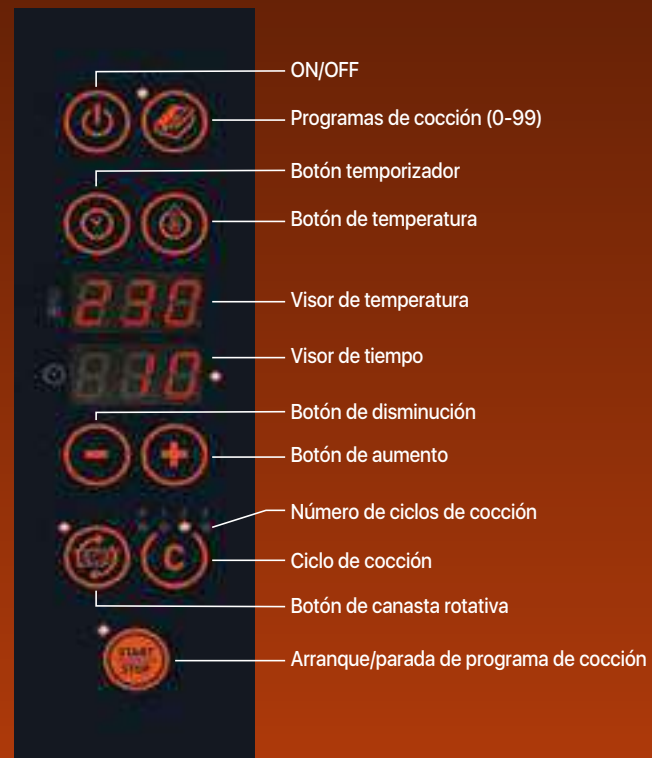 ON/OFF
Programas de cocción (0-99)
Botón temporizador
Botón de temperatura
230
Visor de temperatura
10
Visor de tiempo
Botón de disminución
Botón de aumento
Número de ciclos de cocción
C
Ciclo de cocción
Botón de canasta rotativa
START
STOP
Arranque/parada de programa de cocción